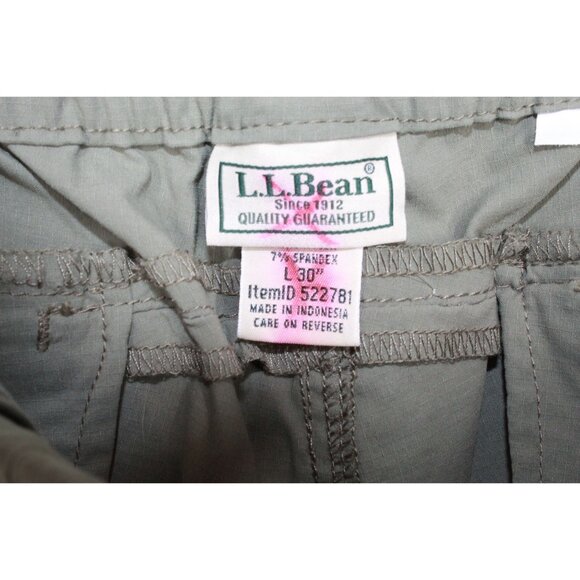 L.L.Bean®
Since 1912
QUALITY GUARANTEED
7% SPANDEX
L 30"
ItemID 522781
MADE IN INDONESIA
CARE ON REVERSE